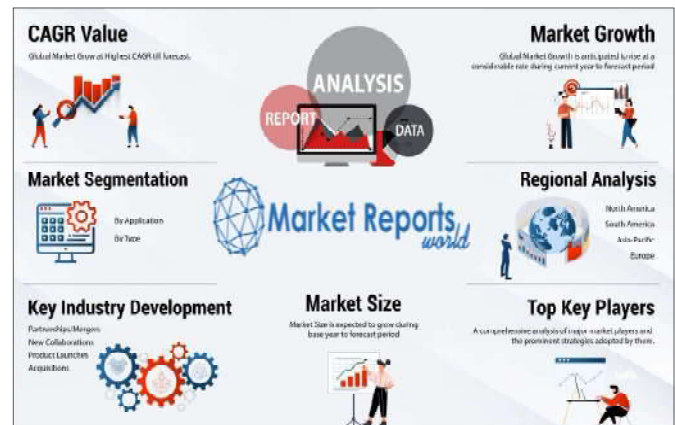 CAGR Value
Global Market Grow at Highest CAGR till forecast.
Market Growth
Global Market Growth is anticipated to rise at a
considerable rate during current year to forecast period
ANALYSIS
REPORT
DATA
Market Segmentation
By Application
By Type
Market Reports
world
Regional Analysis
North America
South America
Asia-Pacific
Europe
Key Industry Development
Partnerships/Mergers
New Collaborations
Product Launches
Acquisitions
Market Size
Market Size is expected to grow during
base year to forecast period
Top Key Players
A comprehensive analysis of major market players and
the prominent strategies adopted by them.